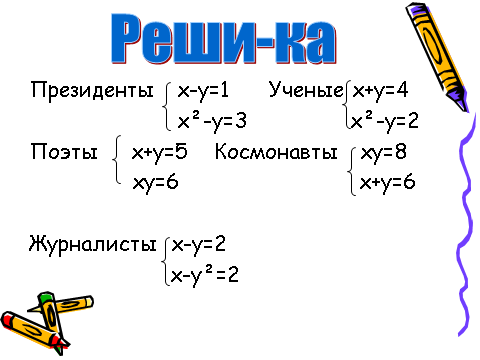 Реши-ка
Президенты x-y=1 Ученые x+y=4
x²-y=3 x²-y=2
Поэты x+y=5 Космонавты xy=8
xy=6 x+y=6
Журналисты x-y=2
x-y²=2